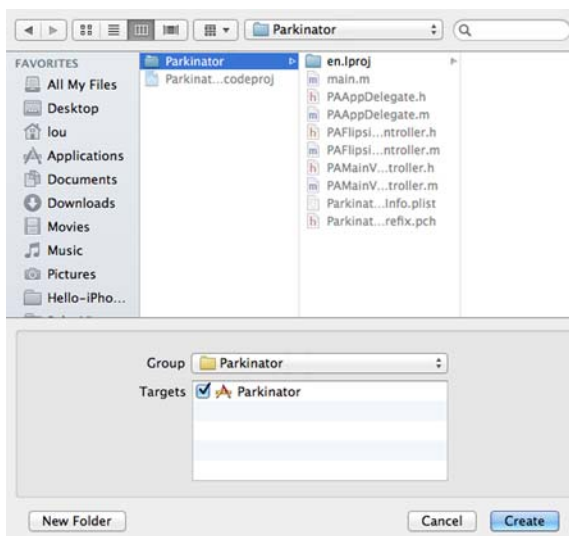 Parkinator
FAVORITES
All My Files
Desktop
lou
Applications
Documents
Downloads
Movies
Music
Pictures
Hello-iPho...
Parkinator
Parkinat...codeproj
en.lproj
main.m
PAAppDelegate.h
PAAppDelegate.m
PAFlipsi...ntroller.h
PAFlipsi...ntroller.m
PAMainV...troller.h
PAMainV...troller.m
Parkinat...Info.plist
Parkinat...refix.pch
Group Parkinator
Targets Parkinator
New Folder Cancel Create